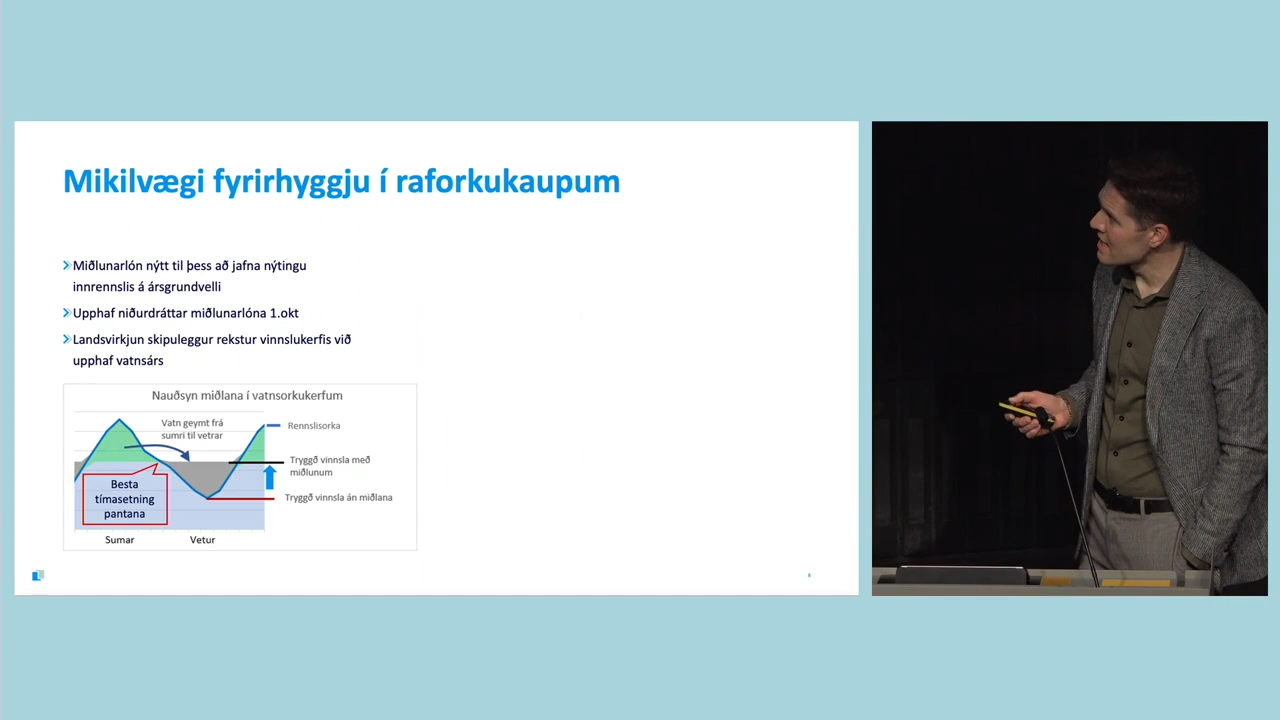 Mikilvægi fyrirhyggju í raforkukaupum
Miðlunarlón nýtt til þess að jafna nýtingu
innrennslis á ársgrundvelli
Upphaf niðurdráttar miðlunarlóna 1.okt
Landsvirkjun skipuleggur rekstur vinnslukerfis við
upphaf vatnsárs
Nauðsyn miðlana í vatnsorkukerfum
Vatn geymt frá
sumri til vetrar
Rennslisorka
Tryggð vinnsla með
miðlunum
Tryggð vinnsla án miðlana
Besta
tímasetning
pantana
Sumar
Vetur